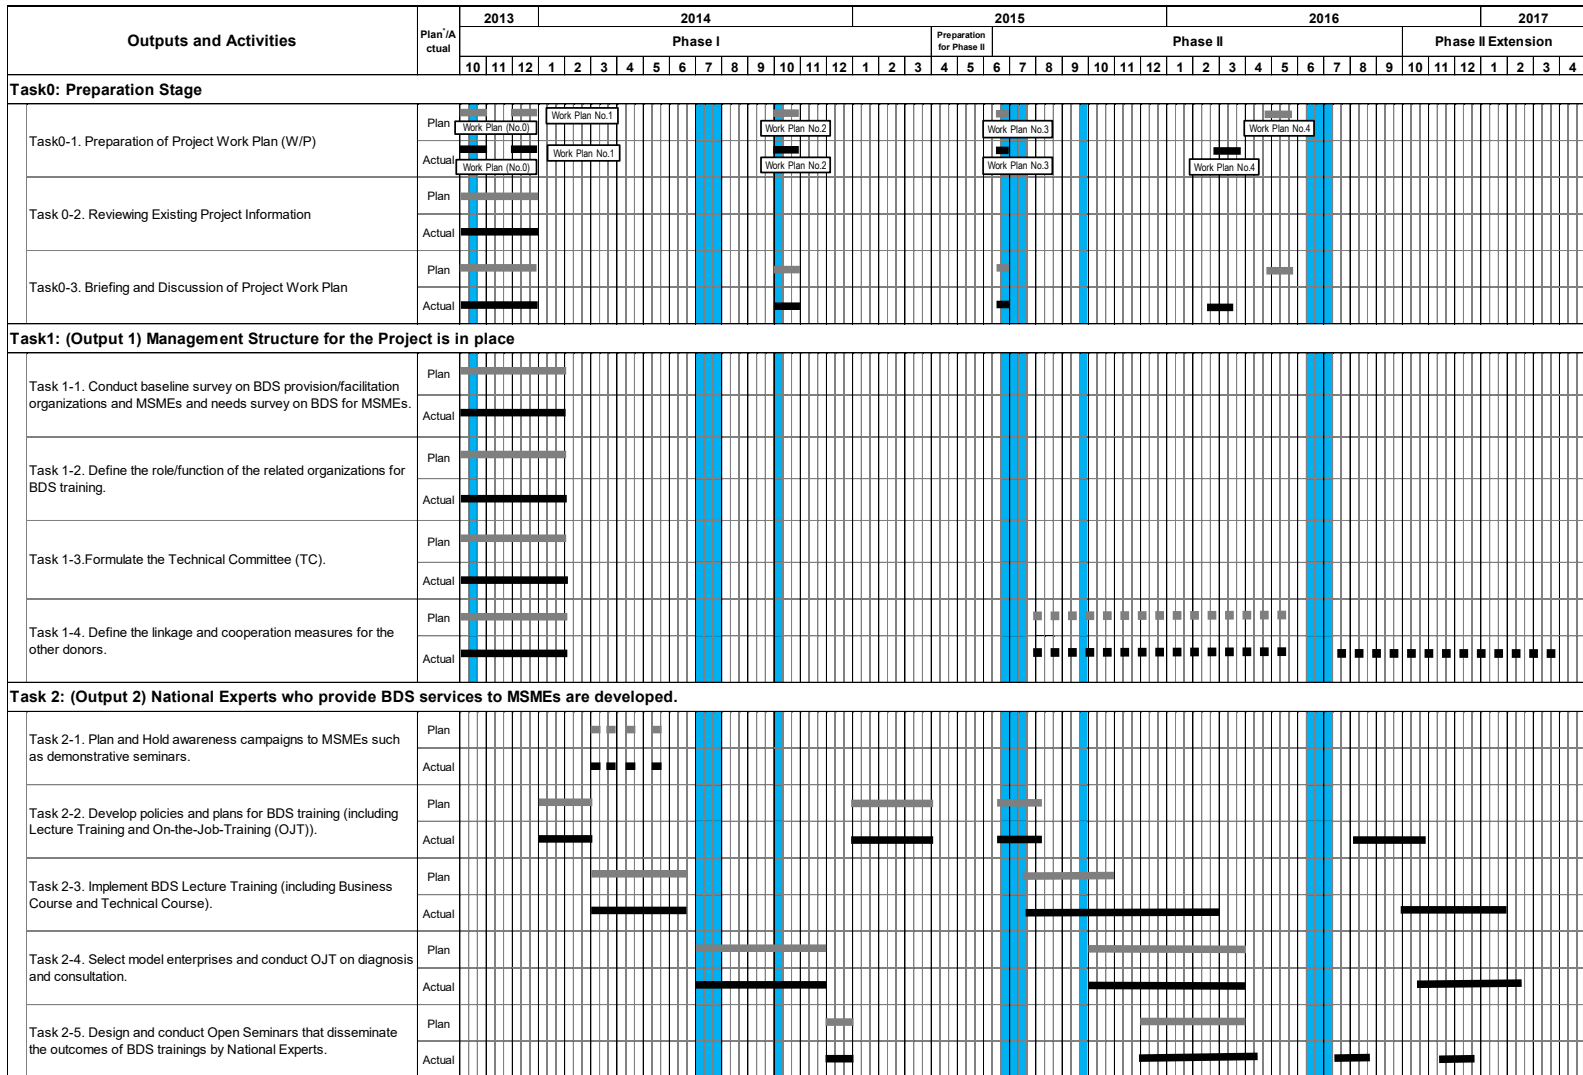 2013 2014 2015 2016 2017
Outputs and Activities
Plan*/A
ctual
Phase I
Preparation
for Phase II
Phase II
Phase II Extension
10 11 12 1 2 3 4 5 6 7 8 9 10 11 12 1 2 3 4 5 6 7 8 9 10 11 12 1 2 3 4 5 6 7 8 9 10 11 12 1 2 3 4
Task0: Preparation Stage
Task0-1. Preparation of Project Work Plan (W/P)
Plan
Work Plan (No.0)
Work Plan No.1
Work Plan No.2
Work Plan No.3
Work Plan No.4
Actual
Work Plan (No.0)
Work Plan No.1
Work Plan No.2
Work Plan No.3
Work Plan No.4
Task 0-2. Reviewing Existing Project Information
Plan
Actual
Task0-3. Briefing and Discussion of Project Work Plan
Plan
Actual
Task1: (Output 1) Management Structure for the Project is in place
Task 1-1. Conduct baseline survey on BDS provision/facilitation
organizations and MSMEs and needs survey on BDS for MSMEs.
Plan
Actual
Task 1-2. Define the role/function of the related organizations for
BDS training.
Plan
Actual
Task 1-3.Formulate the Technical Committee (TC).
Plan
Actual
Task 1-4. Define the linkage and cooperation measures for the
other donors.
Plan
Actual
Task 2: (Output 2) National Experts who provide BDS services to MSMEs are developed.
Task 2-1. Plan and Hold awareness campaigns to MSMEs such
as demonstrative seminars.
Plan
Actual
Task 2-2. Develop policies and plans for BDS training (including
Lecture Training and On-the-Job-Training (OJT)).
Plan
Actual
Task 2-3. Implement BDS Lecture Training (including Business
Course and Technical Course).
Plan
Actual
Task 2-4. Select model enterprises and conduct OJT on diagnosis
and consultation.
Plan
Actual
Task 2-5. Design and conduct Open Seminars that disseminate
the outcomes of BDS trainings by National Experts.
Plan
Actual